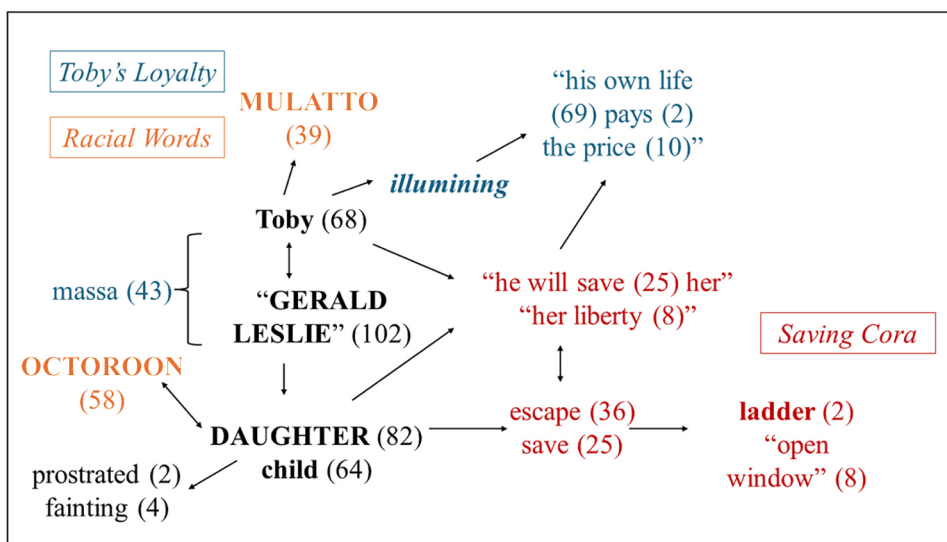 Toby's Loyalty
Racial Words
MULATTO
(39)
"his own life
(69) pays (2)
the price (10)"
illumining
Toby (68)
massa (43)
"GERALD
LESLIE" (102)
"he will save (25) her"
"her liberty (8)"
Saving Cora
OCTOROON
(58)
DAUGHTER (82)
child (64)
escape (36)
save (25)
ladder (2)
"open
window" (8)
prostrated (2)
fainting (4)